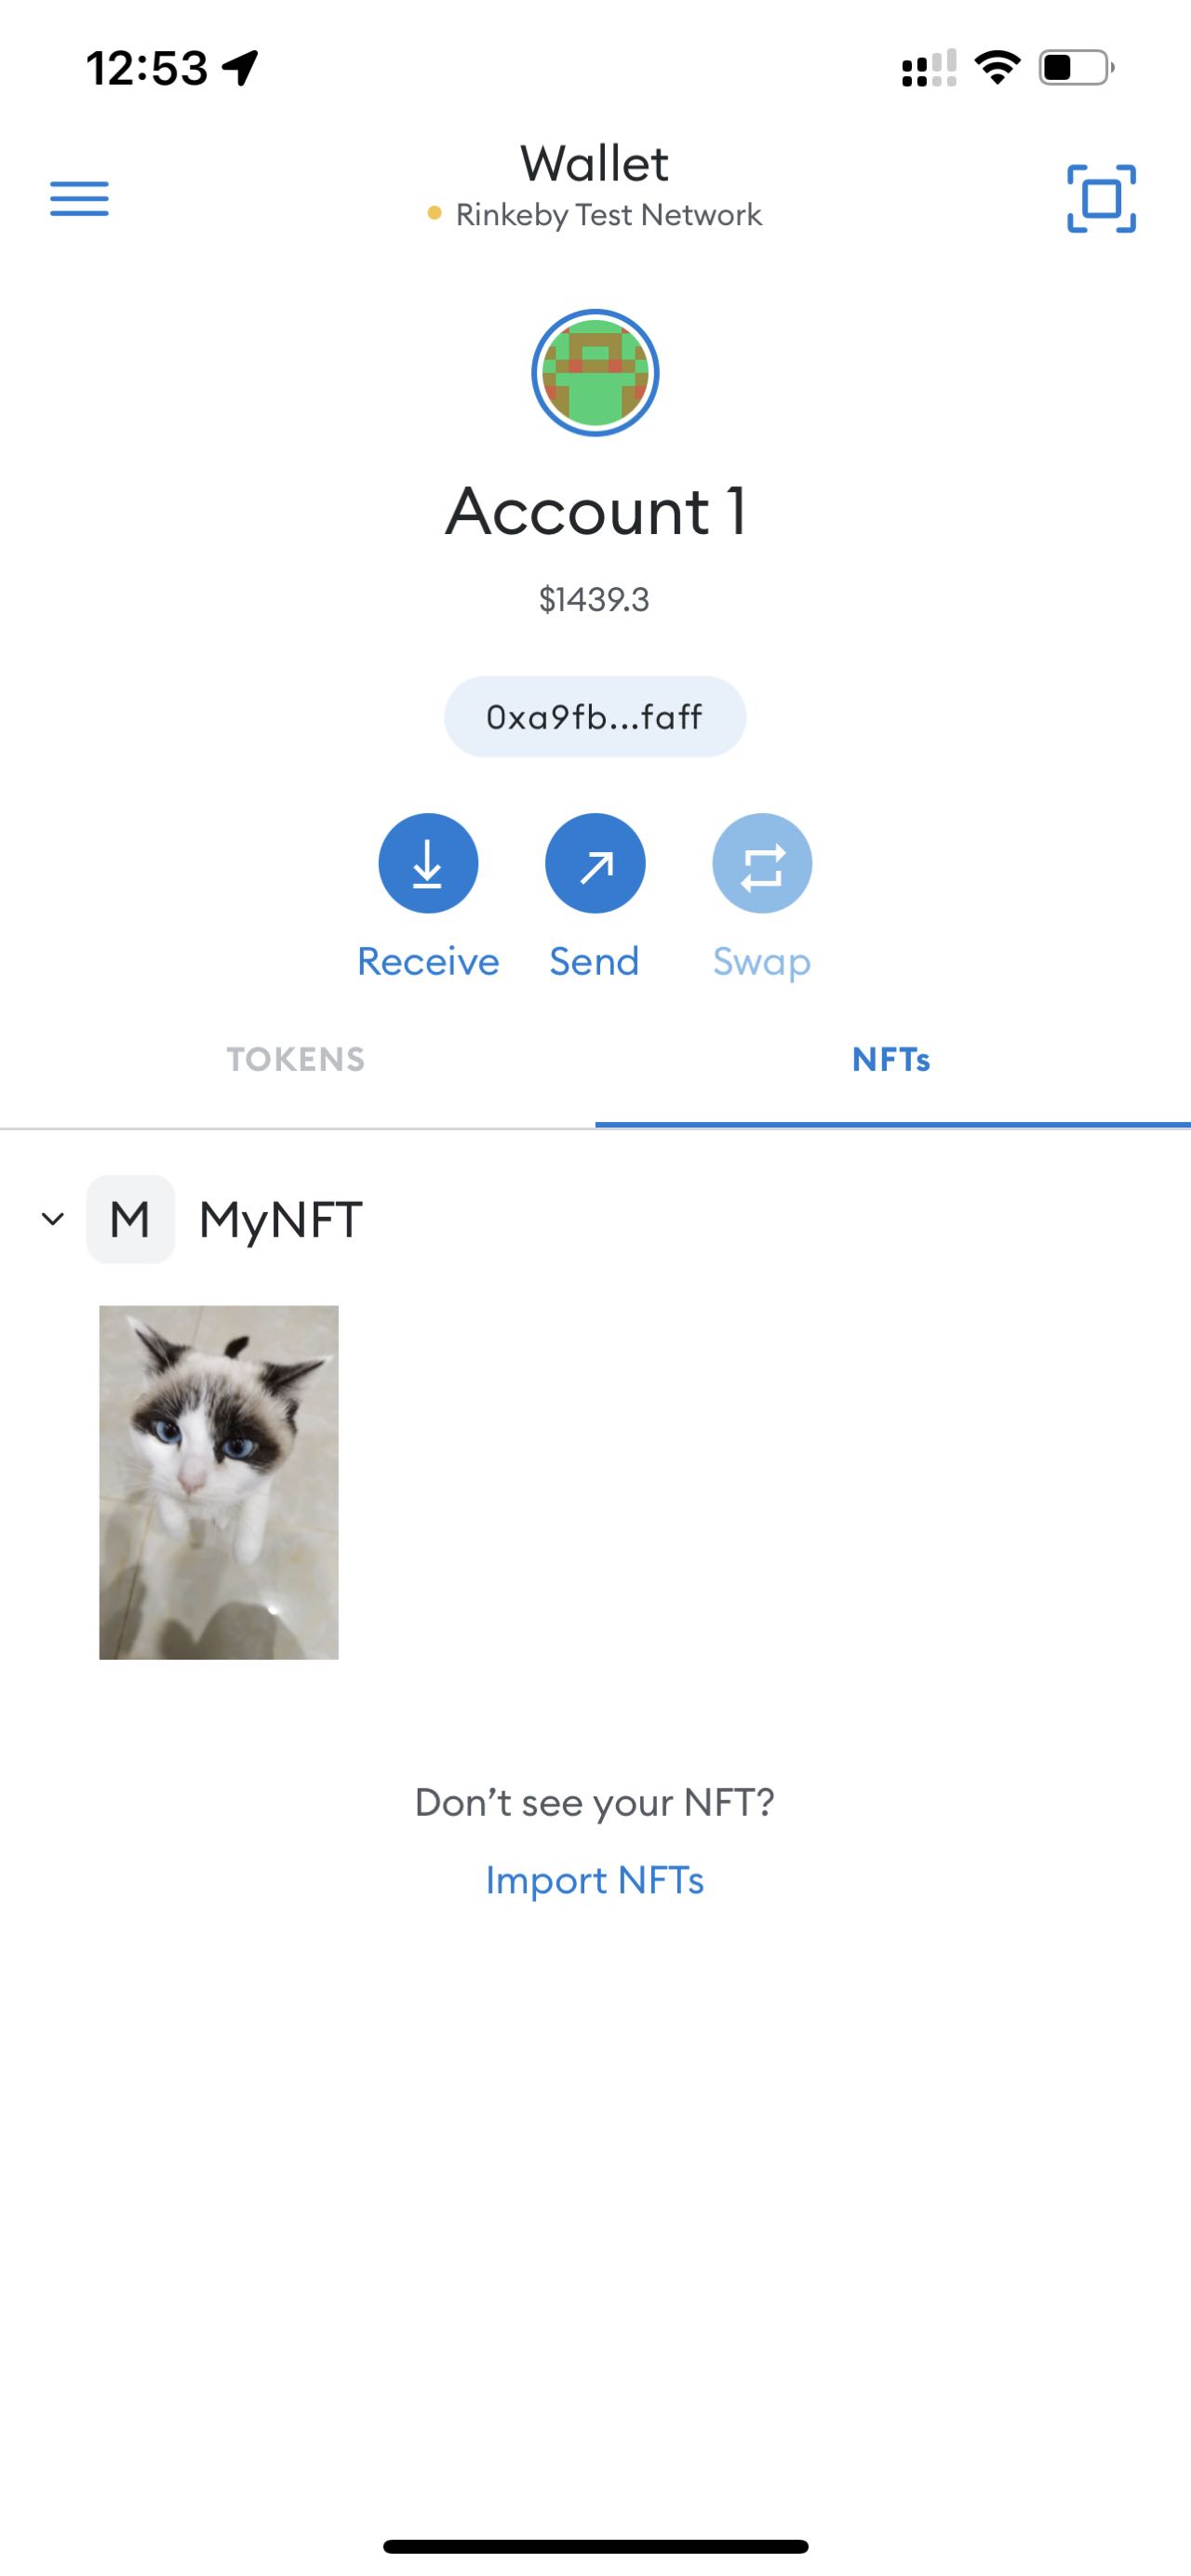 12:53
Wallet
Rinkeby Test Network
Account 1
$1439.3
0xa9fb...faff
Receive Send Swap
TOKENS NFTs
M MyNFT
Don’t see your NFT?
Import NFTs